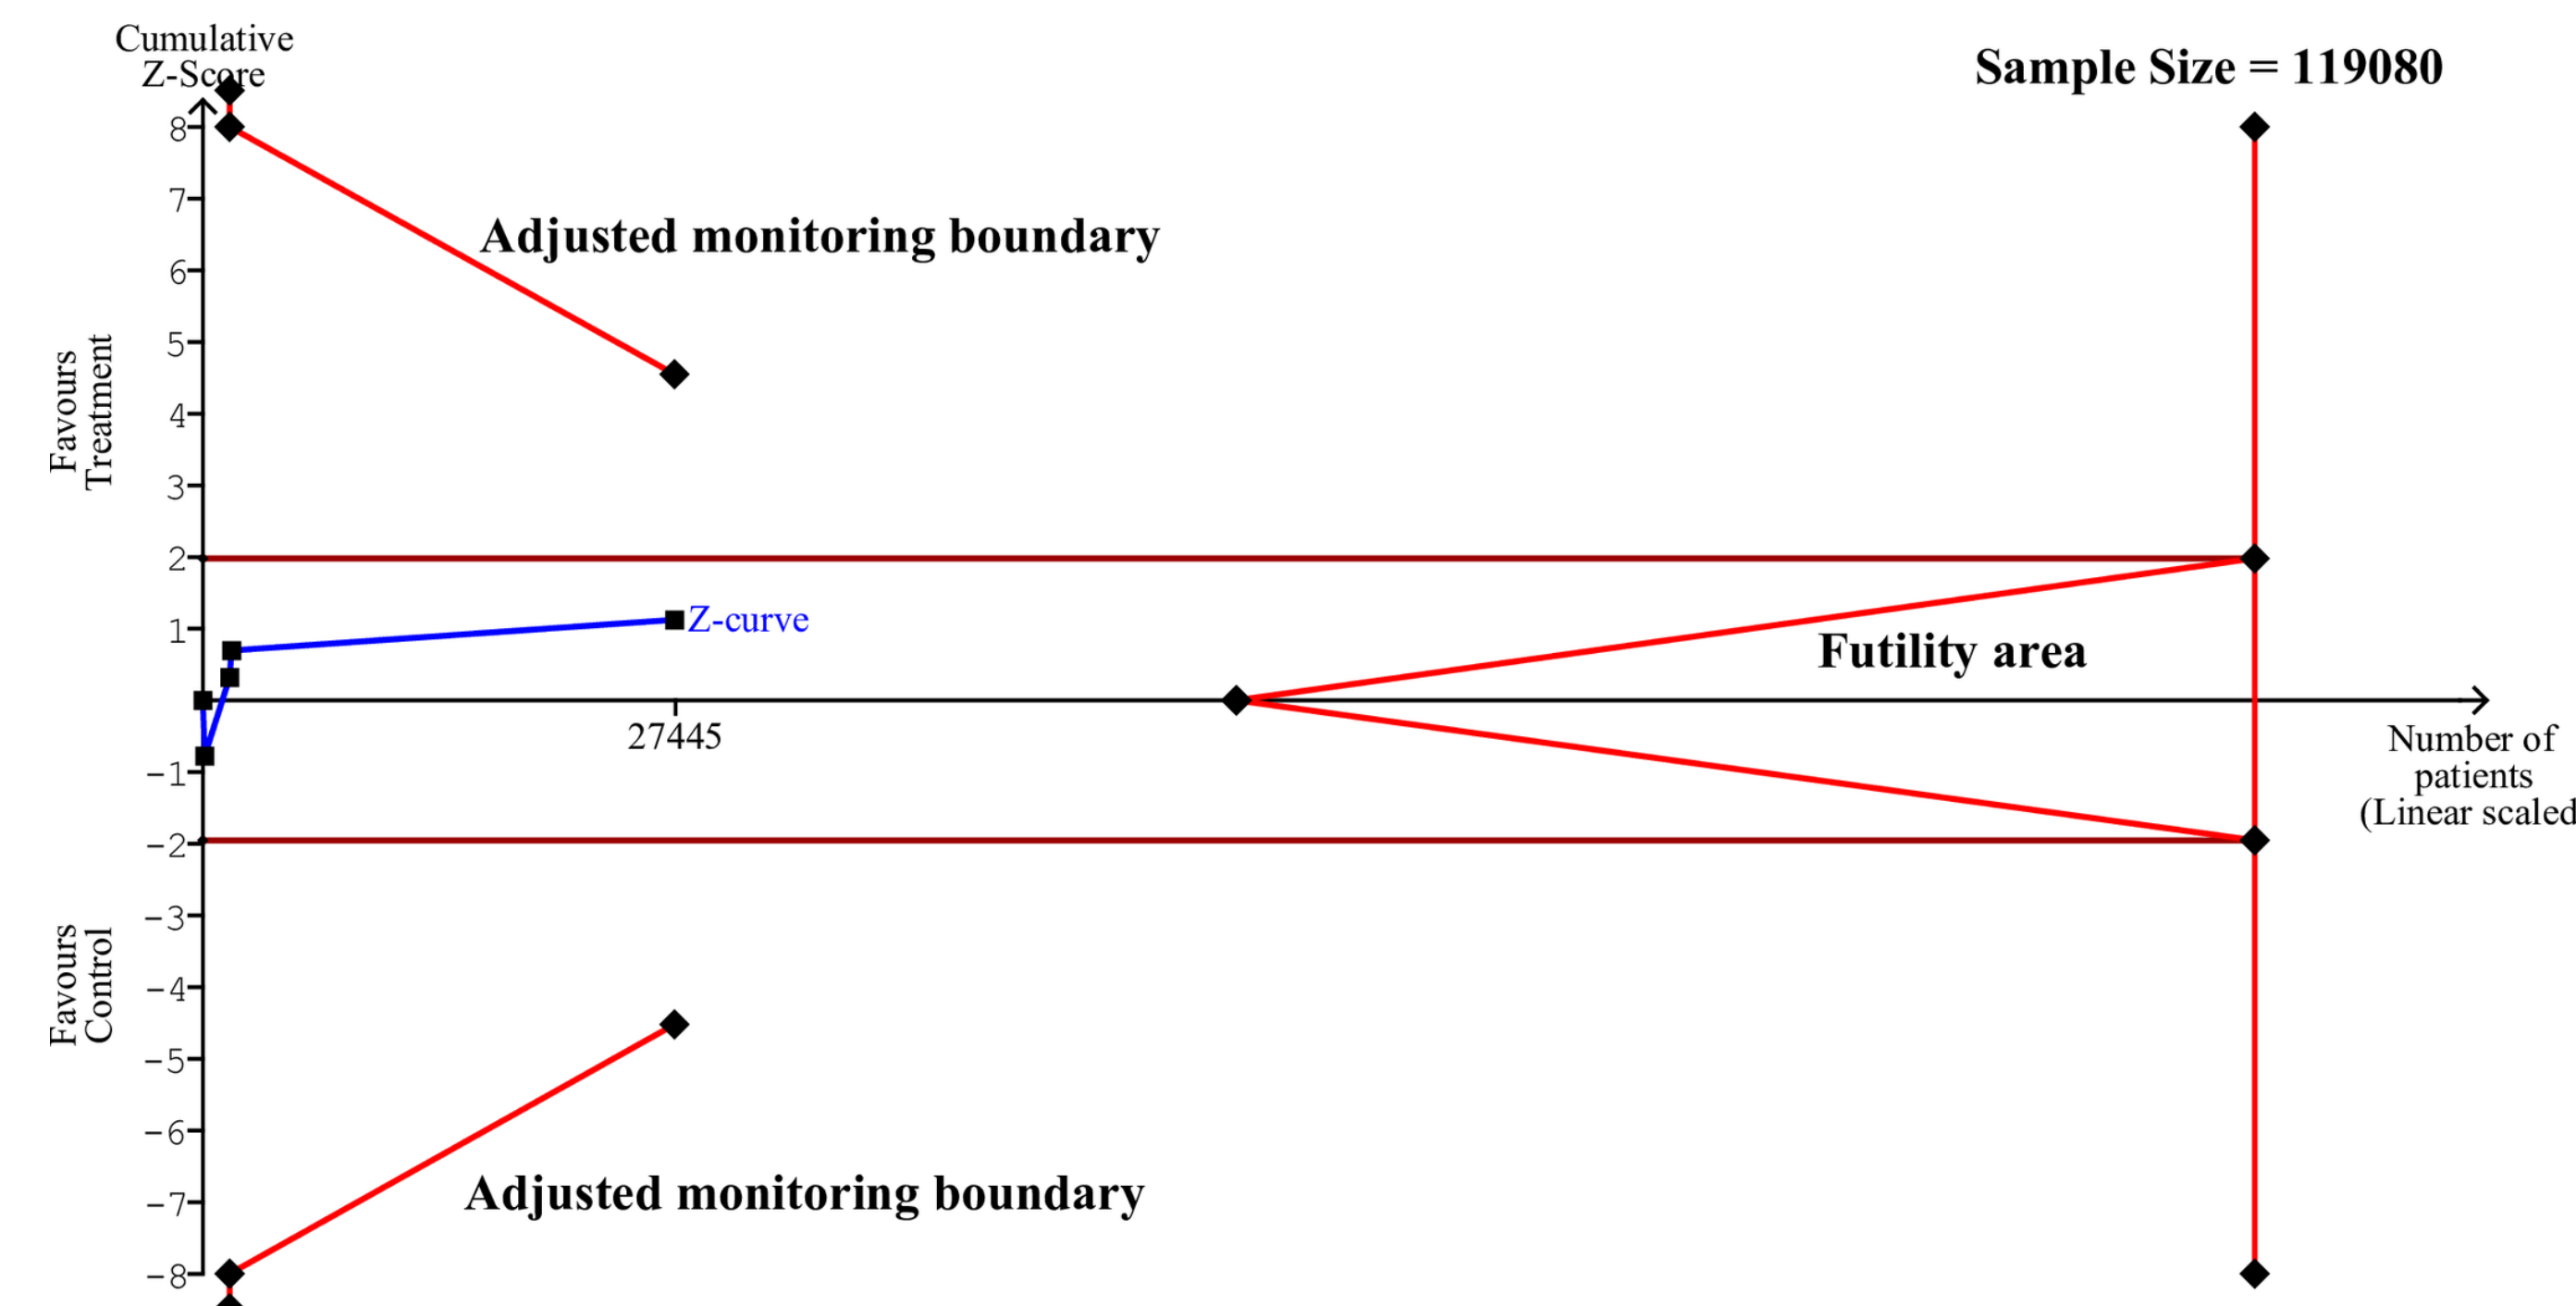 Cumulative
Z-Score
Sample Size = 119080
8
7
Adjusted monitoring boundary
6
5
Favours
Treatment
4
3
2
1
Z-curve
Futility area
27445
Number of
patients
(Linear scaled
-1
-2
-3
Favours
Control
-4
-5
-6
Adjusted monitoring boundary
-7
-8